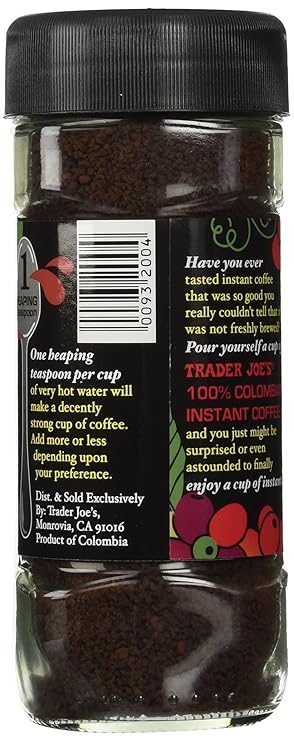 1
HEAPING
teaspoon
0093 2004
One heaping
teaspoon per cup
of very hot water will
make a decently
strong cup of coffee.
Add more or less
depending upon
your preference.
Dist. & Sold Exclusively
By: Trader Joe's,
Monrovia, CA 91016
Product of Colombia
Have you ever
tasted instant coffee
that was so good you
really couldn't tell that it
was not freshly brewed?
Pour yourself a cup of
TRADER JOE'S
100% COLOMBIAN
INSTANT COFFEE
and you just might be
surprised or even
astounded to finally
enjoy a cup of instant